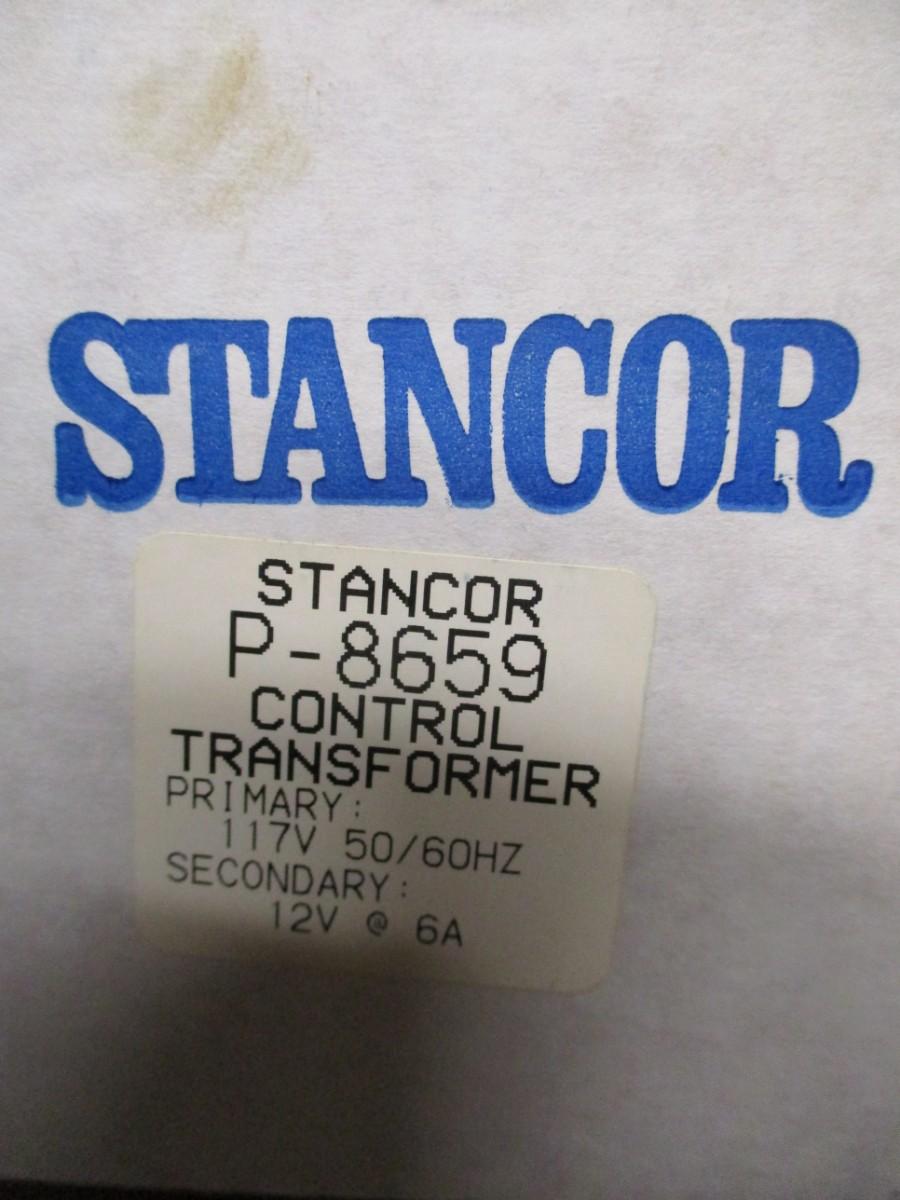 STANCOR
STANCOR
P-8659
CONTROL
TRANSFORMER
PRIMARY:
117V 50/60HZ
SECONDARY:
12V @ 6A